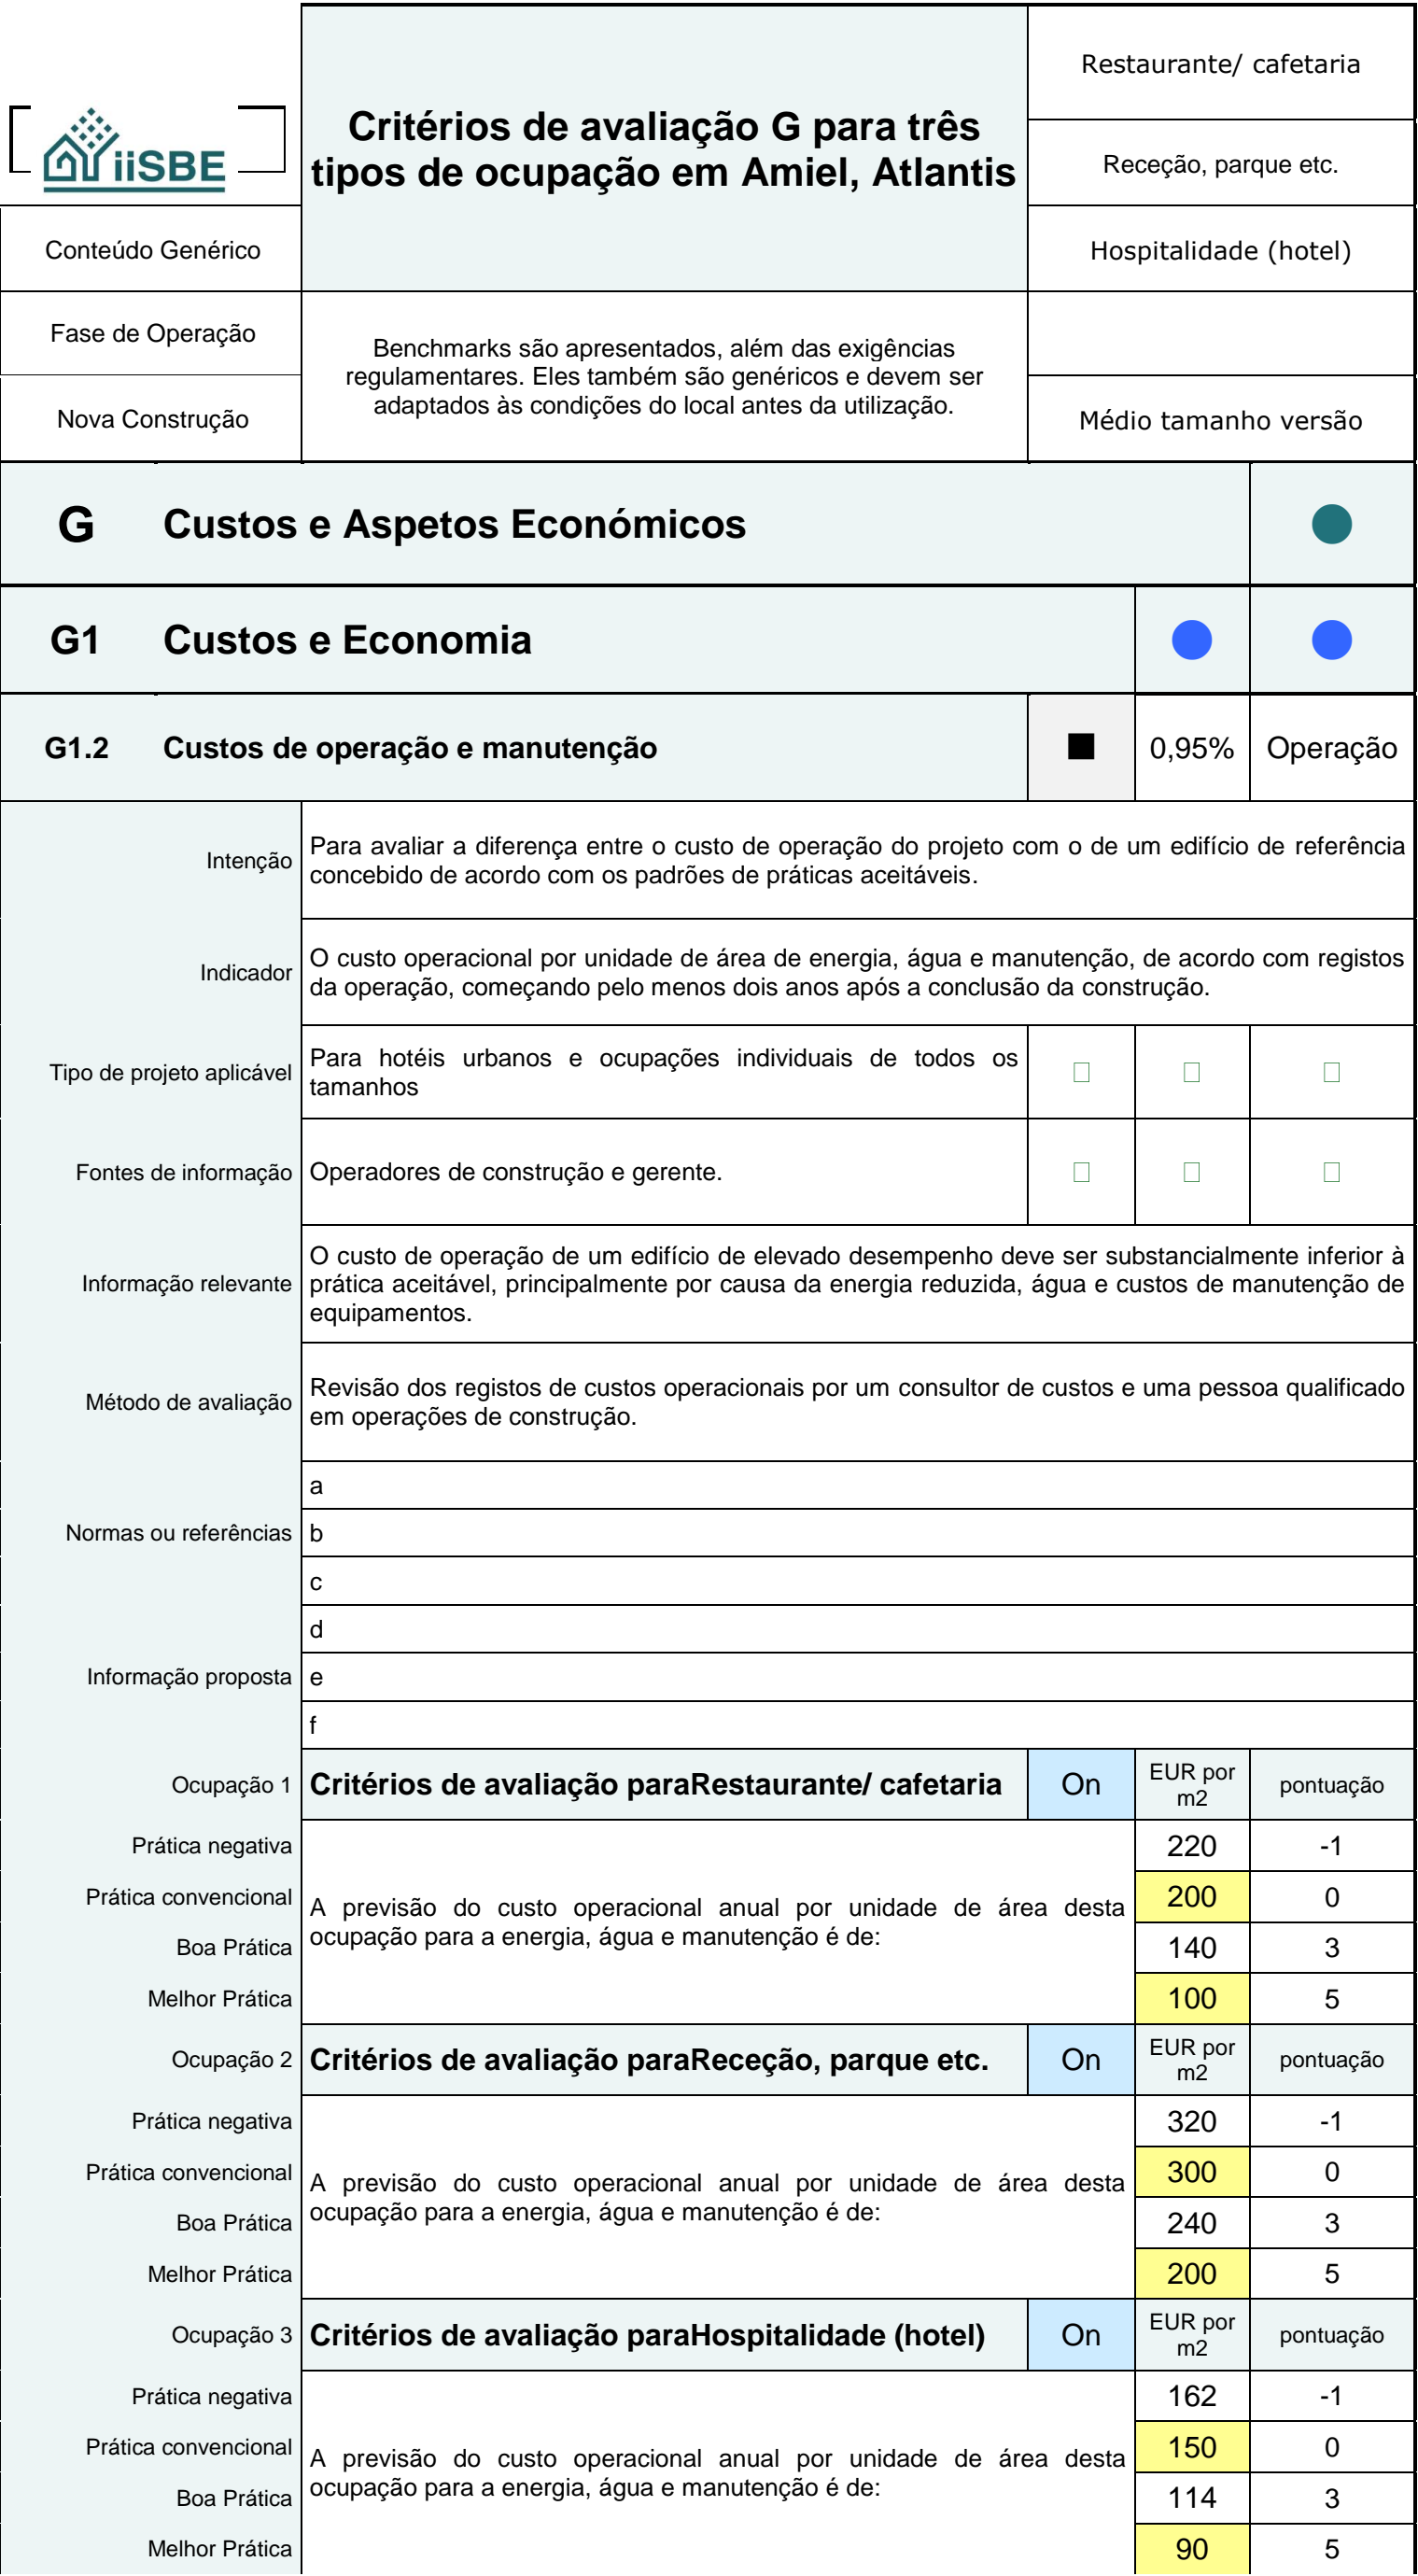 iiSBE
Critérios de avaliação G para três
tipos de ocupação em Amiel, Atlantis
Restaurante/ cafetaria
Receção, parque etc.
Conteúdo Genérico
Hospitalidade (hotel)
Fase de Operação
Benchmarks são apresentados, além das exigências
regulamentares. Eles também são genéricos e devem ser
adaptados às condições do local antes da utilização.
Nova Construção
Médio tamanho versão
G Custos e Aspetos Económicos
G1 Custos e Economia
G1.2 Custos de operação e manutenção 0,95% Operação
Intenção
Para avaliar a diferença entre o custo de operação do projeto com o de um edifício de referência
concebido de acordo com os padrões de práticas aceitáveis.
Indicador
O custo operacional por unidade de área de energia, água e manutenção, de acordo com registos
da operação, começando pelo menos dois anos após a conclusão da construção.
Tipo de projeto aplicável
Para hotéis urbanos e ocupações individuais de todos os
tamanhos
Fontes de informação Operadores de construção e gerente.
Informação relevante
O custo de operação de um edifício de elevado desempenho deve ser substancialmente inferior à
prática aceitável, principalmente por causa da energia reduzida, água e custos de manutenção de
equipamentos.
Método de avaliação
Revisão dos registos de custos operacionais por um consultor de custos e uma pessoa qualificado
em operações de construção.
a
Normas ou referências b
c
d
Informação proposta e
f
Ocupação 1 Critérios de avaliação paraRestaurante/ cafetaria On EUR por
m2
pontuação
Prática negativa 220 -1
Prática convencional 200 0
A previsão do custo operacional anual por unidade de área desta
ocupação para a energia, água e manutenção é de:
Boa Prática 140 3
Melhor Prática 100 5
Ocupação 2 Critérios de avaliação paraReceção, parque etc. On EUR por
m2
pontuação
Prática negativa 320 -1
Prática convencional 300 0
A previsão do custo operacional anual por unidade de área desta
ocupação para a energia, água e manutenção é de:
Boa Prática 240 3
Melhor Prática 200 5
Ocupação 3 Critérios de avaliação paraHospitalidade (hotel) On EUR por
m2
pontuação
Prática negativa 162 -1
Prática convencional 150 0
A previsão do custo operacional anual por unidade de área desta
ocupação para a energia, água e manutenção é de:
Boa Prática 114 3
Melhor Prática 90 5